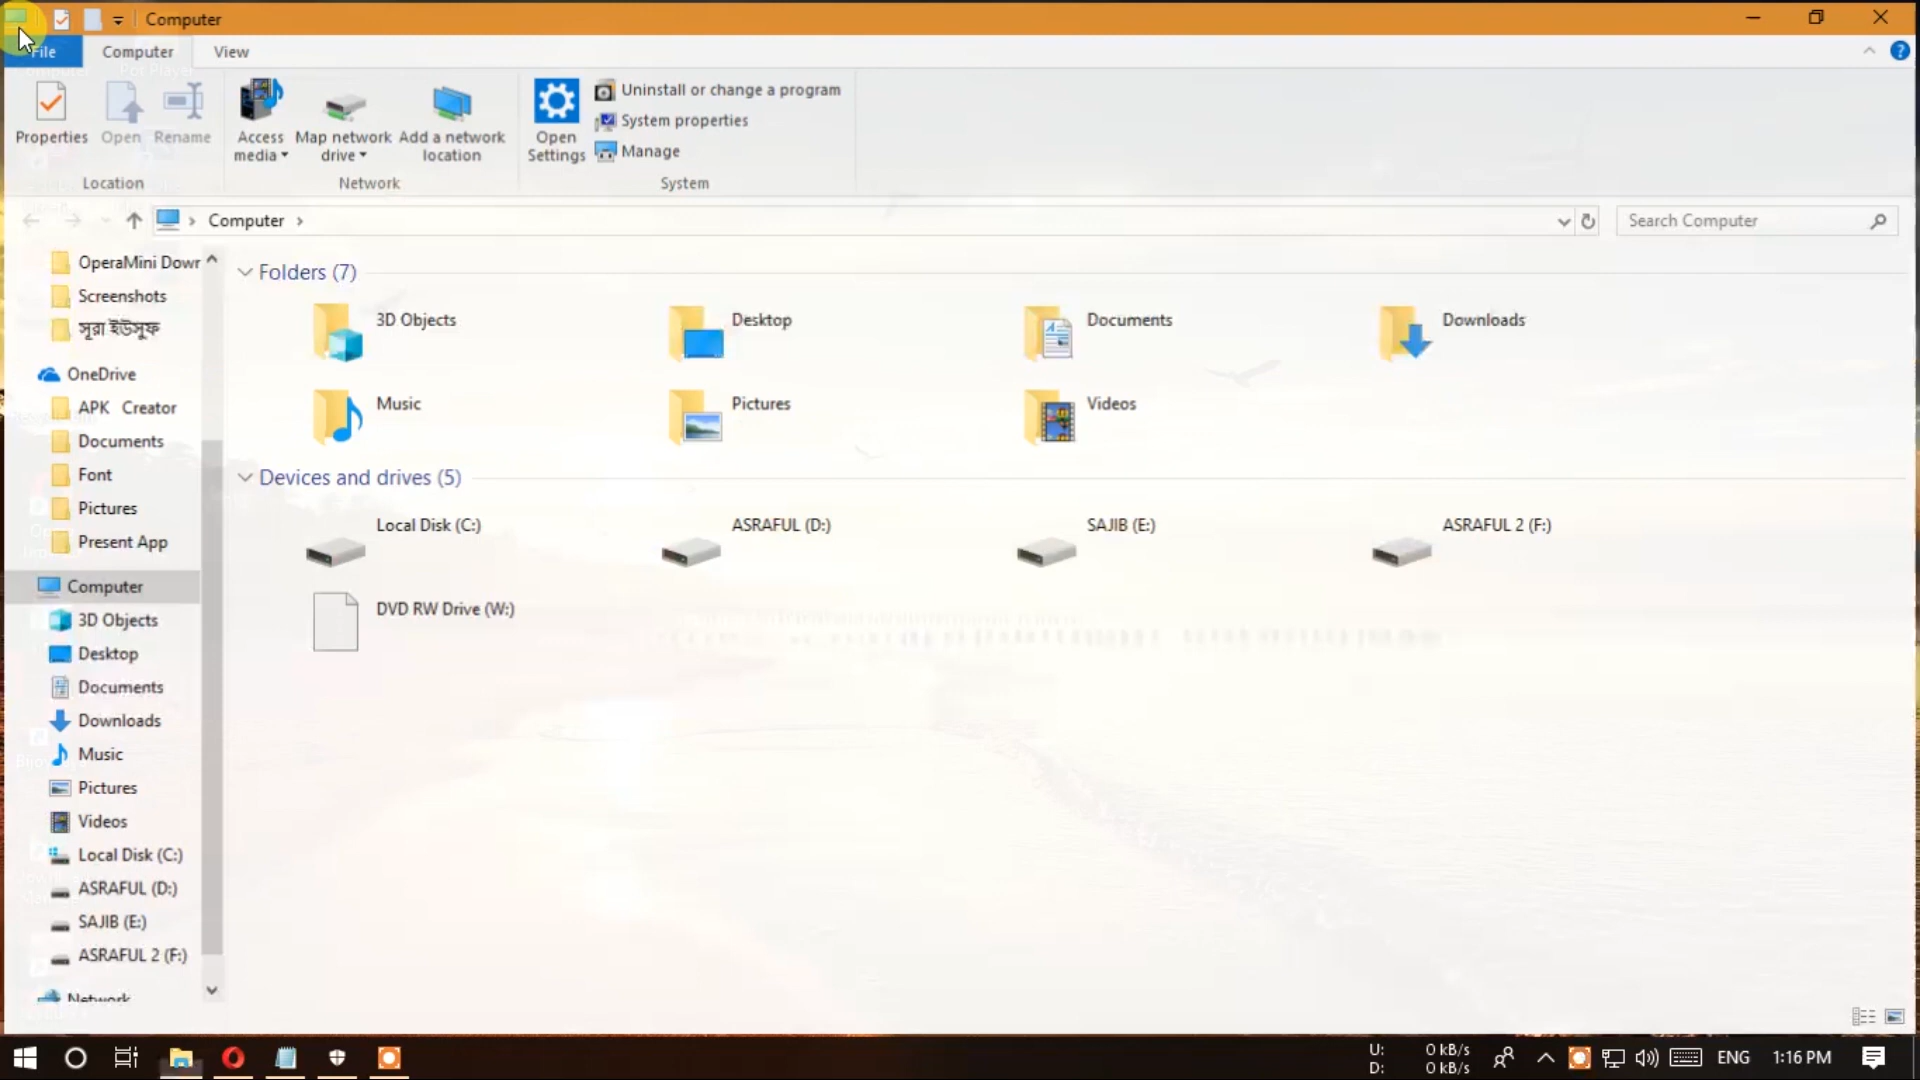 Computer
File
Computer
View
Properties
Open
Rename
Access media
Map network drive
Add a network location
Open Settings
Uninstall or change a program
System properties
Manage
Location
Network
System
Computer
Search Computer
OperaMini Down
Screenshots
সূরা ইউসুফ
OneDrive
APK Creator
Documents
Font
Pictures
Present App
Computer
3D Objects
Desktop
Documents
Downloads
Music
Pictures
Videos
Local Disk (C:)
ASRAFUL (D:)
SAJIB (E:)
ASRAFUL 2 (F:)
Network
Folders (7)
3D Objects
Desktop
Documents
Downloads
Music
Pictures
Videos
Devices and drives (5)
Local Disk (C:)
ASRAFUL (D:)
SAJIB (E:)
ASRAFUL 2 (F:)
DVD RW Drive (W:)
U: 0 kB/s
D: 0 kB/s
ENG
1:16 PM